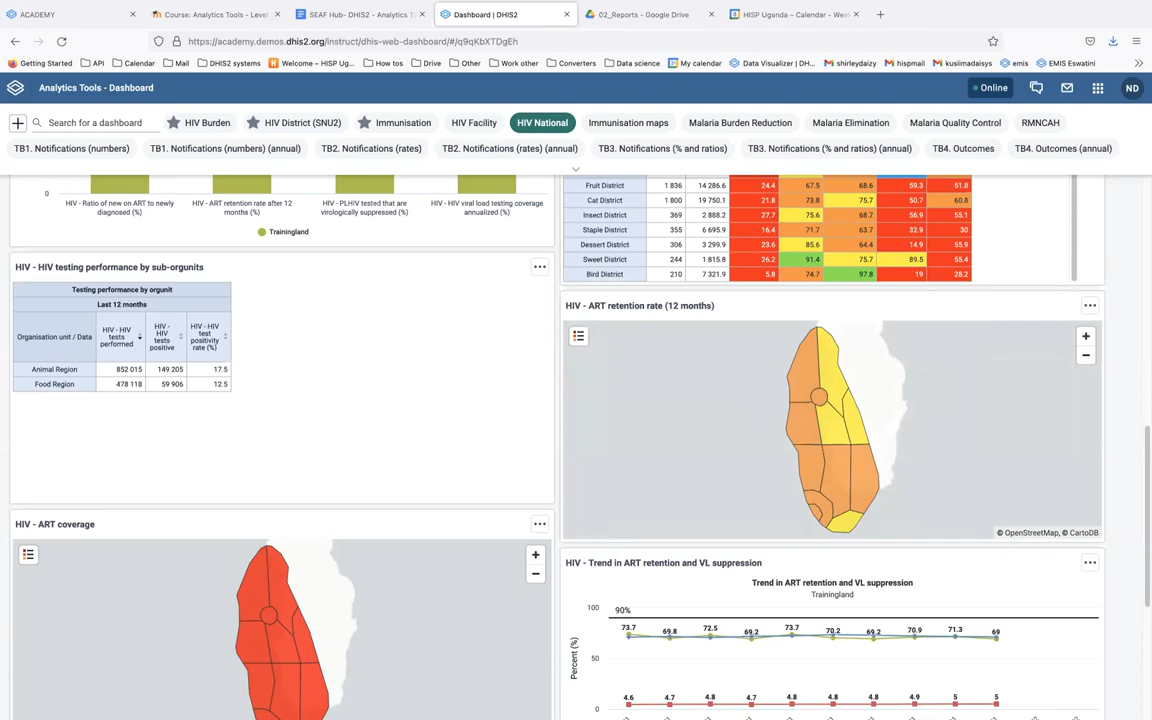 ACADEMY
Course: Analytics Tools - Level
SEAF Hub- DHIS2 - Analytics To
Dashboard | DHIS2
02_Reports - Google Drive
HISP Uganda – Calendar - Week
https://academy.demos.dhis2.org/instruct/dhis-web-dashboard/#/q9qKbXTDgEh
Getting Started
API
Calendar
Mail
DHIS2 systems
Welcome – HISP Ug...
How tos
Drive
Other
Work other
Converters
Data science
My calendar
Data Visualizer | DH...
shirleydaizy
hispmail
kusiimadaisys
emis
EMIS Eswatini
Analytics Tools - Dashboard
Online
ND
Search for a dashboard
HIV Burden
HIV District (SNU2)
Immunisation
HIV Facility
HIV National
Immunisation maps
Malaria Burden Reduction
Malaria Elimination
Malaria Quality Control
RMNCAH
TB1. Notifications (numbers)
TB1. Notifications (numbers) (annual)
TB2. Notifications (rates)
TB2. Notifications (rates) (annual)
TB3. Notifications (% and ratios)
TB3. Notifications (% and ratios) (annual)
TB4. Outcomes
TB4. Outcomes (annual)
0
HIV - Ratio of new on ART to newly
diagnosed (%)
HIV - ART retention rate after 12
months (%)
HIV - PLHIV tested that are
virologically suppressed (%)
HIV - HIV viral load testing coverage
annualized (%)
Trainingland
Fruit District 1 836 14 286.6 24.4 67.5 68.6 59.3 51.8
Cat District 1 800 19 750.1 21.8 73.8 75.7 50.7 60.8
Insect District 369 2 888.2 27.7 75.6 68.7 56.9 55.1
Staple District 355 6 695.9 16.4 71.7 63.7 32.9 30
Dessert District 306 3 299.9 23.6 85.6 64.4 14.9 55.9
Sweet District 244 1 815.8 26.2 91.4 75.7 89.5 55.4
Bird District 210 7 321.9 5.8 74.7 97.8 19 28.2
HIV - HIV testing performance by sub-orgunits
Testing performance by orgunit
Last 12 months
Organisation unit / Data
HIV - HIV
tests
performed
HIV -
HIV
tests
positive
HIV - HIV
test
positivity
rate (%)
Animal Region 852 015 149 205 17.5
Food Region 478 118 59 906 12.5
HIV - ART retention rate (12 months)
+
−
© OpenStreetMap, © CartoDB
HIV - ART coverage
+
−
HIV - Trend in ART retention and VL suppression
Trend in ART retention and VL suppression
Trainingland
100
90%
73.7 69.8 72.5 69.2 73.7 70.2 69.2 70.9 71.3 69
50
Percent (%)
4.6 4.7 4.8 4.7 4.8 4.8 4.8 4.9 5 5
0